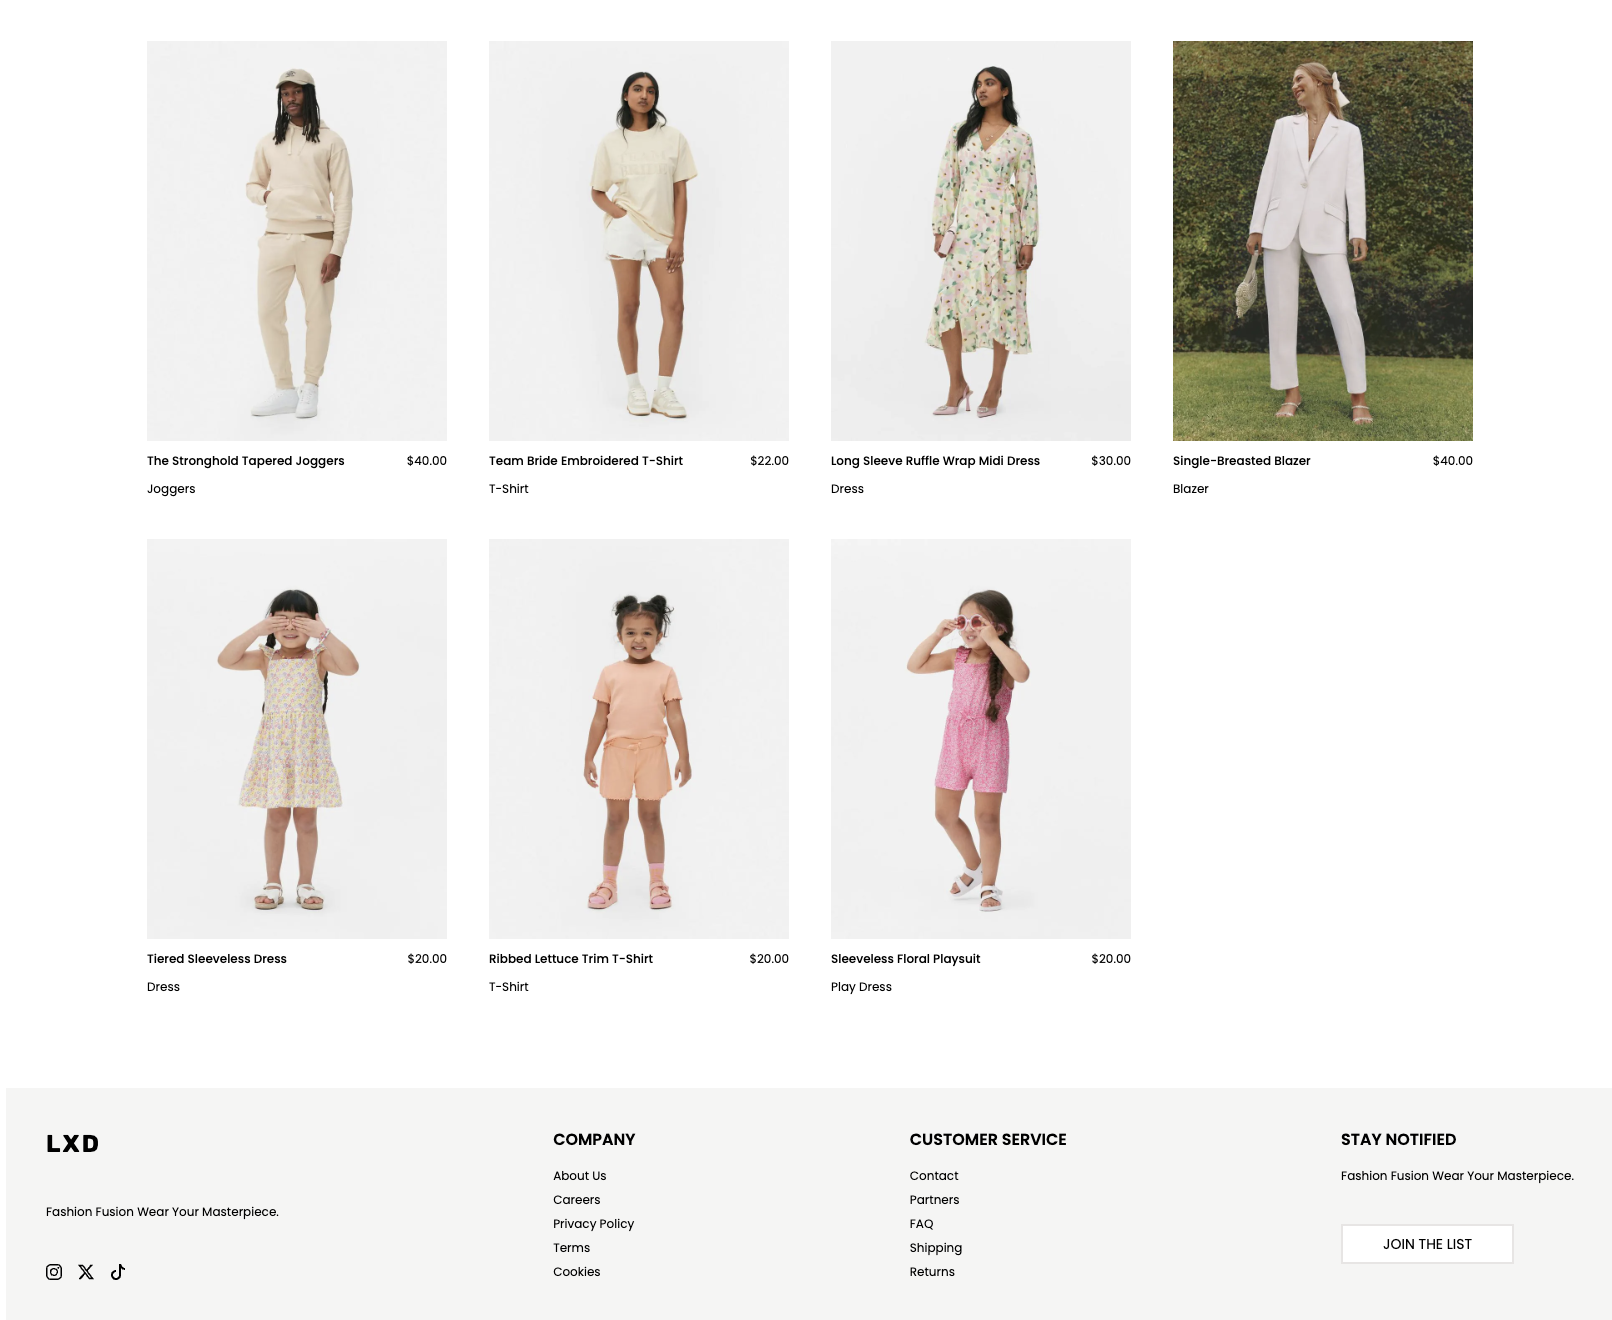 The Stronghold Tapered Joggers $40.00
Joggers
Team Bride Embroidered T-Shirt $22.00
T-Shirt
Long Sleeve Ruffle Wrap Midi Dress $30.00
Dress
Single-Breasted Blazer $40.00
Blazer
Tiered Sleeveless Dress $20.00
Dress
Ribbed Lettuce Trim T-Shirt $20.00
T-Shirt
Sleeveless Floral Playsuit $20.00
Play Dress
LXD
Fashion Fusion Wear Your Masterpiece.
COMPANY
About Us
Careers
Privacy Policy
Terms
Cookies
CUSTOMER SERVICE
Contact
Partners
FAQ
Shipping
Returns
STAY NOTIFIED
Fashion Fusion Wear Your Masterpiece.
JOIN THE LIST